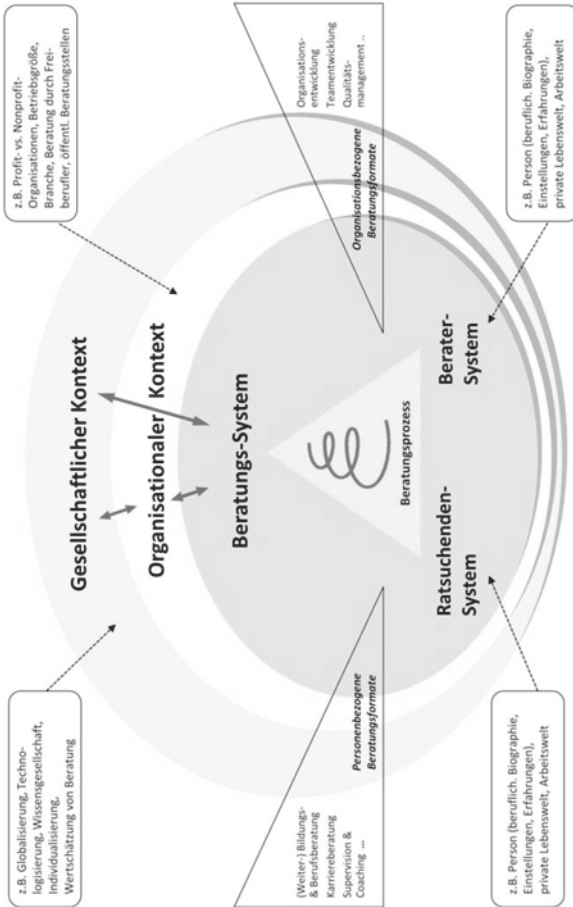 z.B. Globalisierung, Techno-
logisierung, Wissensgesellschaft,
Individualisierung,
Wertschätzung von Beratung
z.B. Profit- vs. Nonprofit-
Organisationen, Betriebsgröße,
Branche, Beratung durch Frei-
berufler, öffentl. Beratungsstellen
Gesellschaftlicher Kontext
Organisationaler Kontext
Beratungs-System
Beratungsprozess
Ratsuchenden-
System
Berater-
System
(Weiter-) Bildungs-
& Berufsberatung
Karriereberatung
Supervision &
Coaching ...
Personenbezogene
Beratungsformate
Organisations-
entwicklung
Teamentwicklung
Qualitäts-
management ..
Organisationsbezogene
Beratungsformate
z.B. Person (beruflich. Biographie,
Einstellungen, Erfahrungen),
private Lebenswelt, Arbeitswelt
z.B. Person (beruflich. Biographie,
Einstellungen, Erfahrungen),
private Lebenswelt, Arbeitswelt